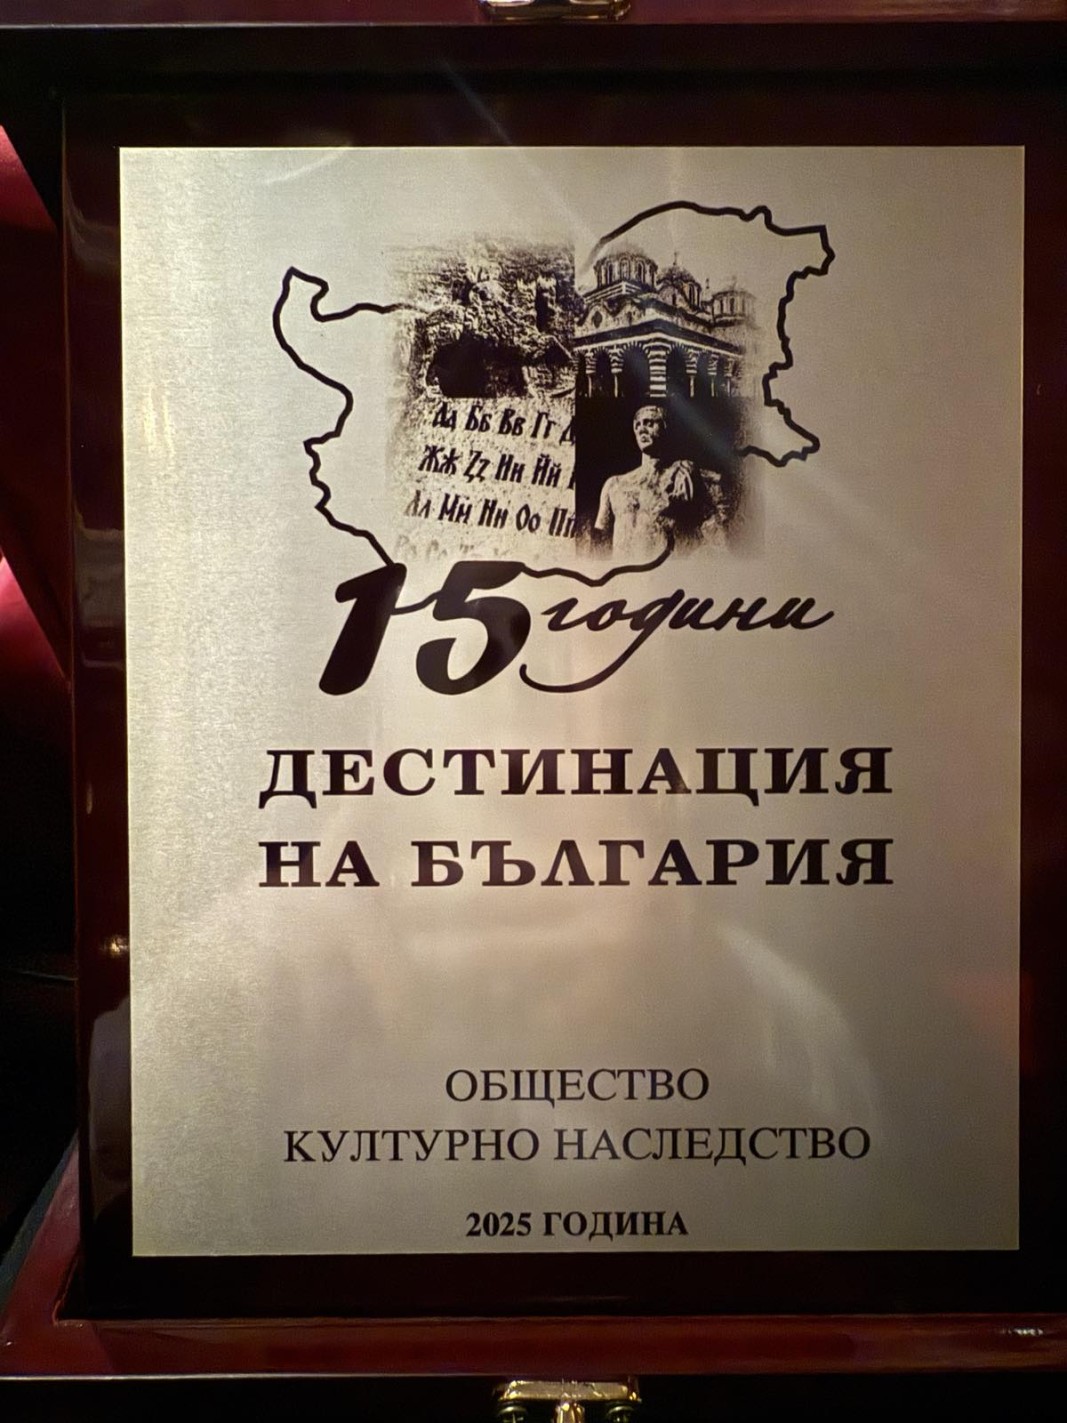 Аа Бб Вв Гг Д
Жж Zz Ии Йй
Лл Мм Нн Оо Пп
15 години
ДЕСТИНАЦИЯ
НА БЪЛГАРИЯ
ОБЩЕСТВО
КУЛТУРНО НАСЛЕДСТВО
2025 ГОДИНА